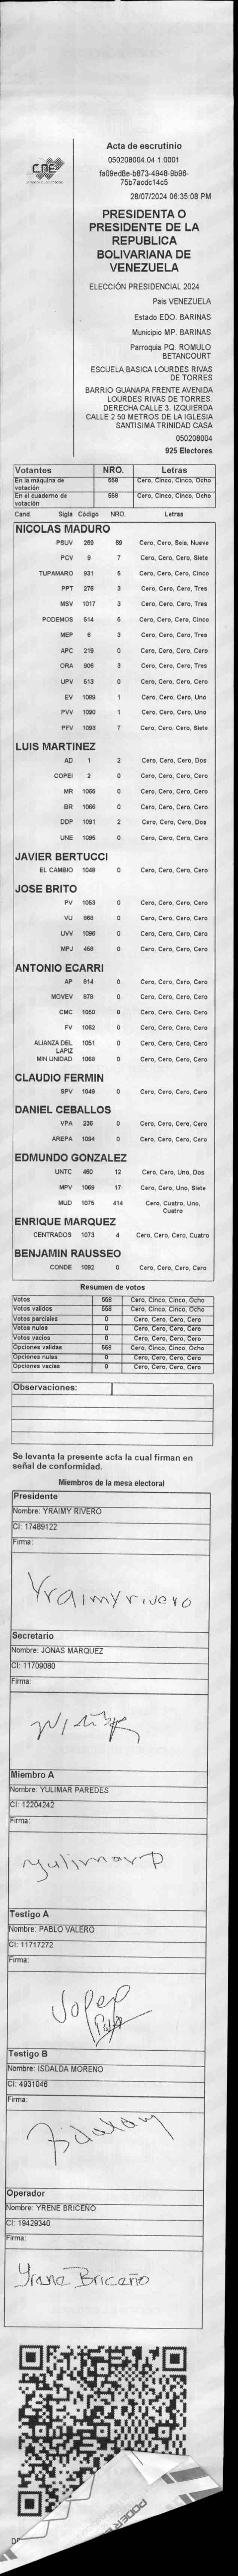 CNE
Acta de escrutinio
050208004.04.1.0001
fa09ed8e-b873-4948-9b96-
75b7acdc14c5
28/07/2024 06:35:08 PM
PRESIDENTA O
PRESIDENTE DE LA
REPUBLICA
BOLIVARIANA DE
VENEZUELA
ELECCIÓN PRESIDENCIAL 2024
Pais VENEZUELA
Estado EDO. BARINAS
Municipio MP. BARINAS
Parroquia PQ. ROMULO
BETANCOURT
ESCUELA BASICA LOURDES RIVAS
DE TORRES
BARRIO GUANAPA FRENTE AVENIDA
LOURDES RIVAS DE TORRES.
DERECHA CALLE 3. IZQUIERDA
CALLE 2 50 METROS DE LA IGLESIA
SANTISIMA TRINIDAD CASA
050208004
925 Electores
Votantes NRO. Letras
En la máquina de votación 558 Cero, Cinco, Cinco, Ocho
En el cuaderno de votación 558 Cero, Cinco, Cinco, Ocho
Cand. Sigla Código NRO. Letras
NICOLAS MADURO
PSUV 269 69 Cero, Cero, Seis, Nueve
PCV 9 7 Cero, Cero, Cero, Siete
TUPAMARO 931 5 Cero, Cero, Cero, Cinco
PPT 276 3 Cero, Cero, Cero, Tres
MSV 1017 3 Cero, Cero, Cero, Tres
PODEMOS 514 5 Cero, Cero, Cero, Cinco
MEP 6 3 Cero, Cero, Cero, Tres
APC 219 0 Cero, Cero, Cero, Cero
ORA 906 3 Cero, Cero, Cero, Tres
UPV 513 0 Cero, Cero, Cero, Cero
EV 1089 1 Cero, Cero, Cero, Uno
PVV 1090 1 Cero, Cero, Cero, Uno
PFV 1093 7 Cero, Cero, Cero, Siete
LUIS MARTINEZ
AD 1 2 Cero, Cero, Cero, Dos
COPEI 2 0 Cero, Cero, Cero, Cero
MR 1065 0 Cero, Cero, Cero, Cero
BR 1066 0 Cero, Cero, Cero, Cero
DDP 1091 2 Cero, Cero, Cero, Dos
UNE 1095 0 Cero, Cero, Cero, Cero
JAVIER BERTUCCI
EL CAMBIO 1048 0 Cero, Cero, Cero, Cero
JOSE BRITO
PV 1053 0 Cero, Cero, Cero, Cero
VU 868 0 Cero, Cero, Cero, Cero
UVV 1096 0 Cero, Cero, Cero, Cero
MPJ 458 0 Cero, Cero, Cero, Cero
ANTONIO ECARRI
AP 814 0 Cero, Cero, Cero, Cero
MOVEV 878 0 Cero, Cero, Cero, Cero
CMC 1050 0 Cero, Cero, Cero, Cero
FV 1062 0 Cero, Cero, Cero, Cero
ALIANZA DEL LAPIZ 1051 0 Cero, Cero, Cero, Cero
MIN UNIDAD 1068 0 Cero, Cero, Cero, Cero
CLAUDIO FERMIN
SPV 1049 0 Cero, Cero, Cero, Cero
DANIEL CEBALLOS
VPA 236 0 Cero, Cero, Cero, Cero
AREPA 1094 0 Cero, Cero, Cero, Cero
EDMUNDO GONZALEZ
UNTC 460 12 Cero, Cero, Uno, Dos
MPV 1069 17 Cero, Cero, Uno, Siete
MUD 1075 414 Cero, Cuatro, Uno, Cuatro
ENRIQUE MARQUEZ
CENTRADOS 1073 4 Cero, Cero, Cero, Cuatro
BENJAMIN RAUSSEO
CONDE 1082 0 Cero, Cero, Cero, Cero
Resumen de votos
Votos 558 Cero, Cinco, Cinco, Ocho
Votos validos 558 Cero, Cinco, Cinco, Ocho
Votos parciales 0 Cero, Cero, Cero, Cero
Votos nulos 0 Cero, Cero, Cero, Cero
Votos vacios 0 Cero, Cero, Cero, Cero
Opciones validas 558 Cero, Cinco, Cinco, Ocho
Opciones nulas 0 Cero, Cero, Cero, Cero
Opciones vacias 0 Cero, Cero, Cero, Cero
Observaciones:
Se levanta la presente acta la cual firman en
señal de conformidad.
Miembros de la mesa electoral
Presidente
Nombre: YRAIMY RIVERO
CI: 17489122
Firma:
Yraimy rivero
Secretario
Nombre: JONAS MARQUEZ
CI: 11709080
Firma:
Miembro A
Nombre: YULIMAR PAREDES
CI: 12204242
Firma:
Yulimar P
Testigo A
Nombre: PABLO VALERO
CI: 11717272
Firma:
Testigo B
Nombre: ISDALDA MORENO
CI: 4931046
Firma:
Operador
Nombre: YRENE BRICENO
CI: 19429340
Firma:
Yrene Briceño
PODER